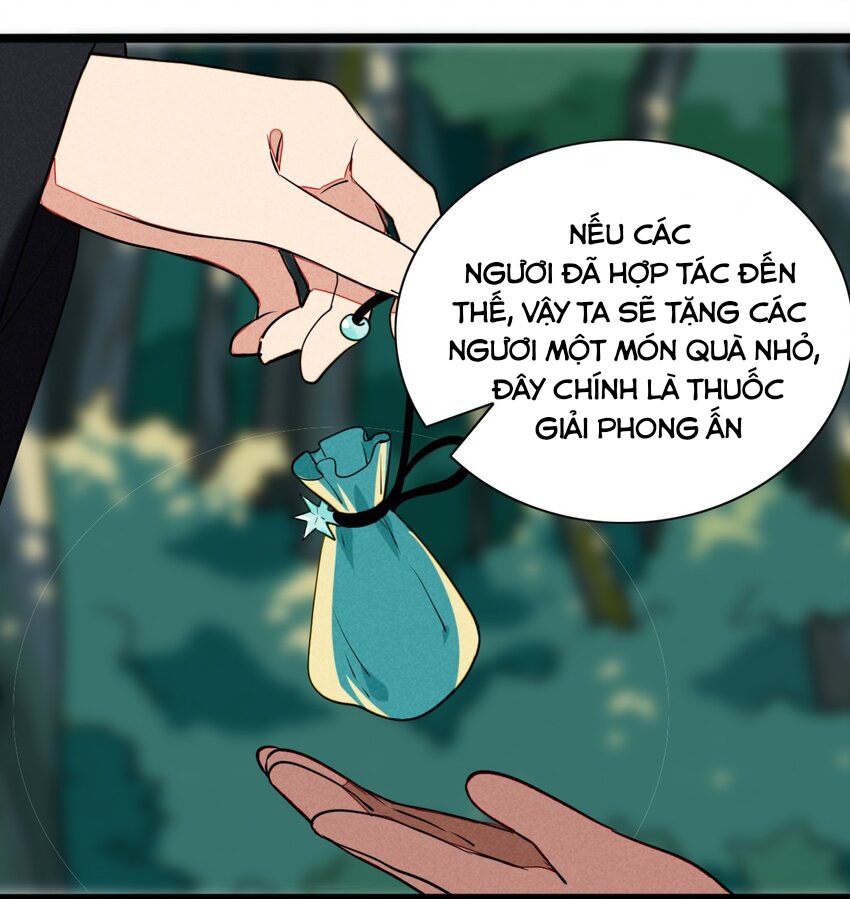 NẾU CÁC
NGƯƠI ĐÃ HỢP TÁC ĐẾN
THẾ, VẬY TA SẼ TẶNG CÁC
NGƯƠI MỘT MÓN QUÀ NHỎ,
ĐÂY CHÍNH LÀ THUỐC
GIẢI PHONG ẤN